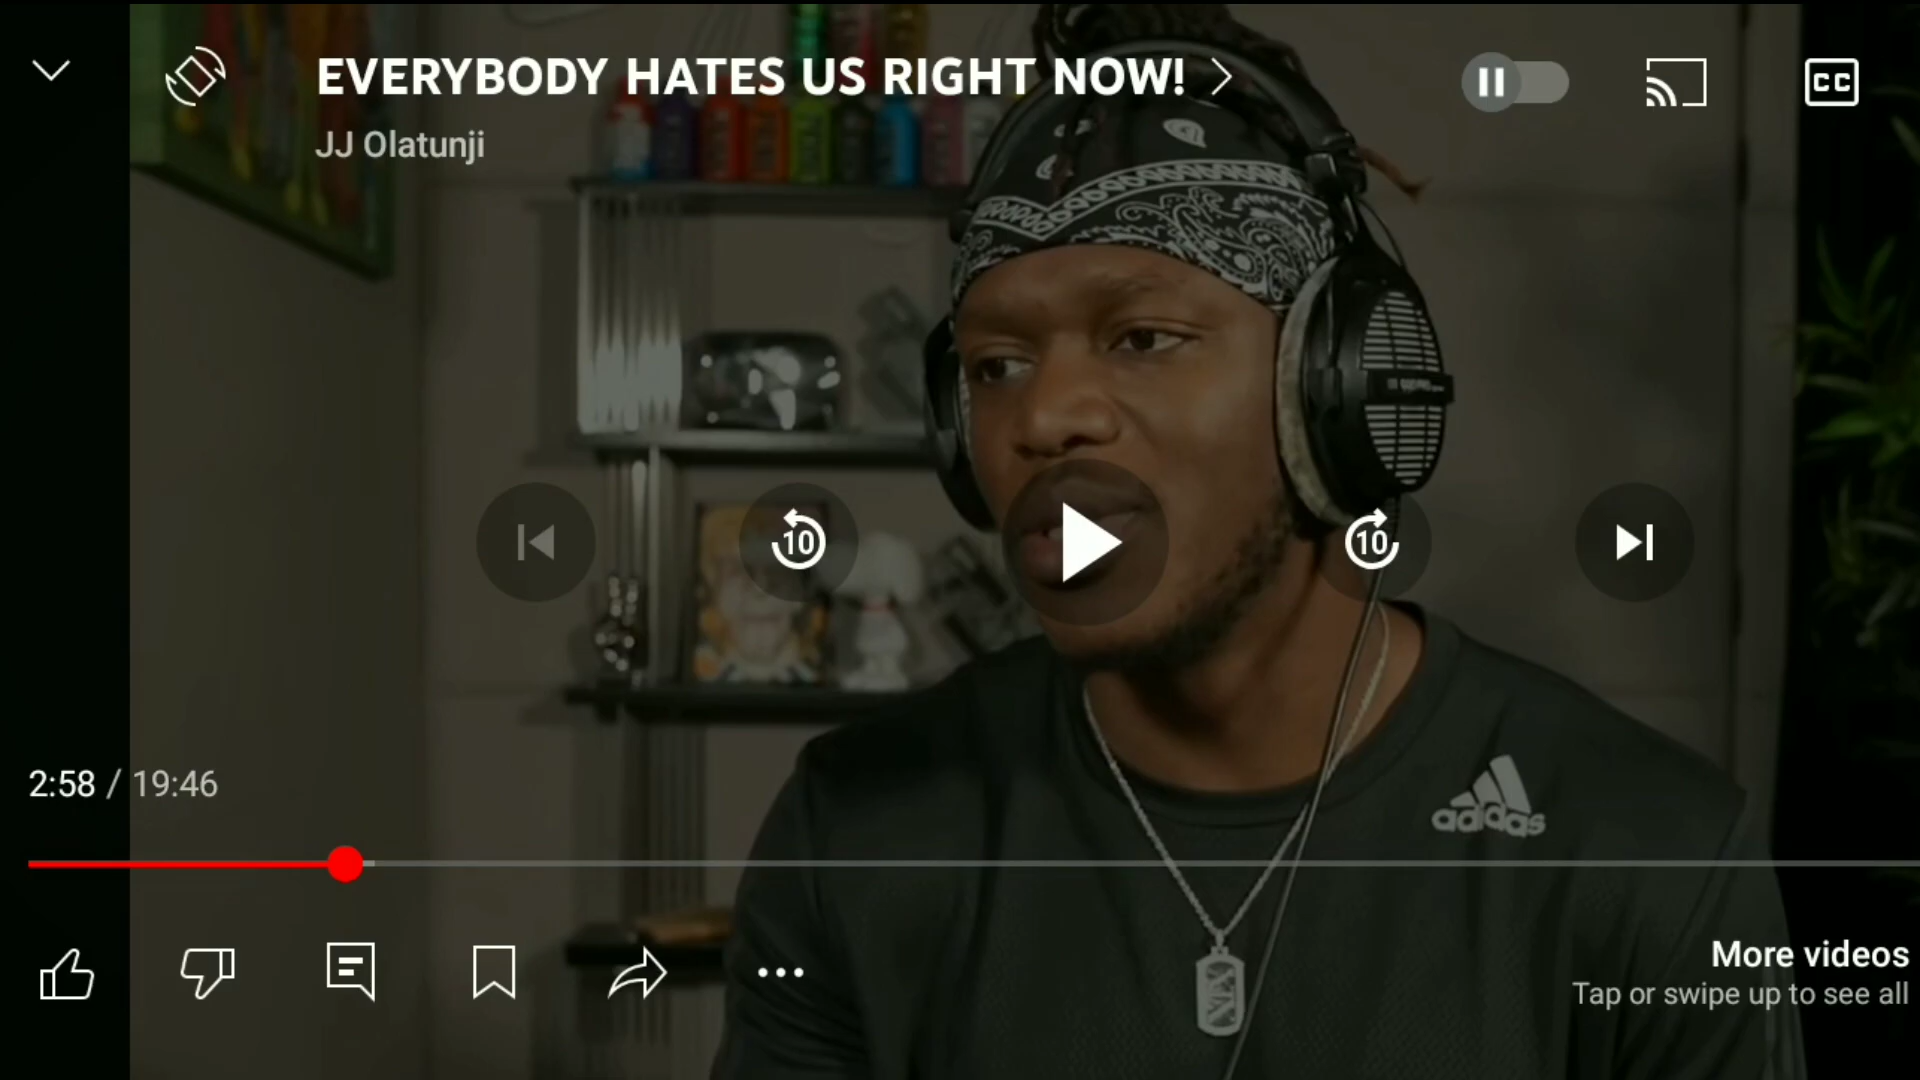 EVERYBODY HATES US RIGHT NOW!
JJ Olatunji
CC
10
10
adidas
2:58 / 19:46
More videos
Tap or swipe up to see all